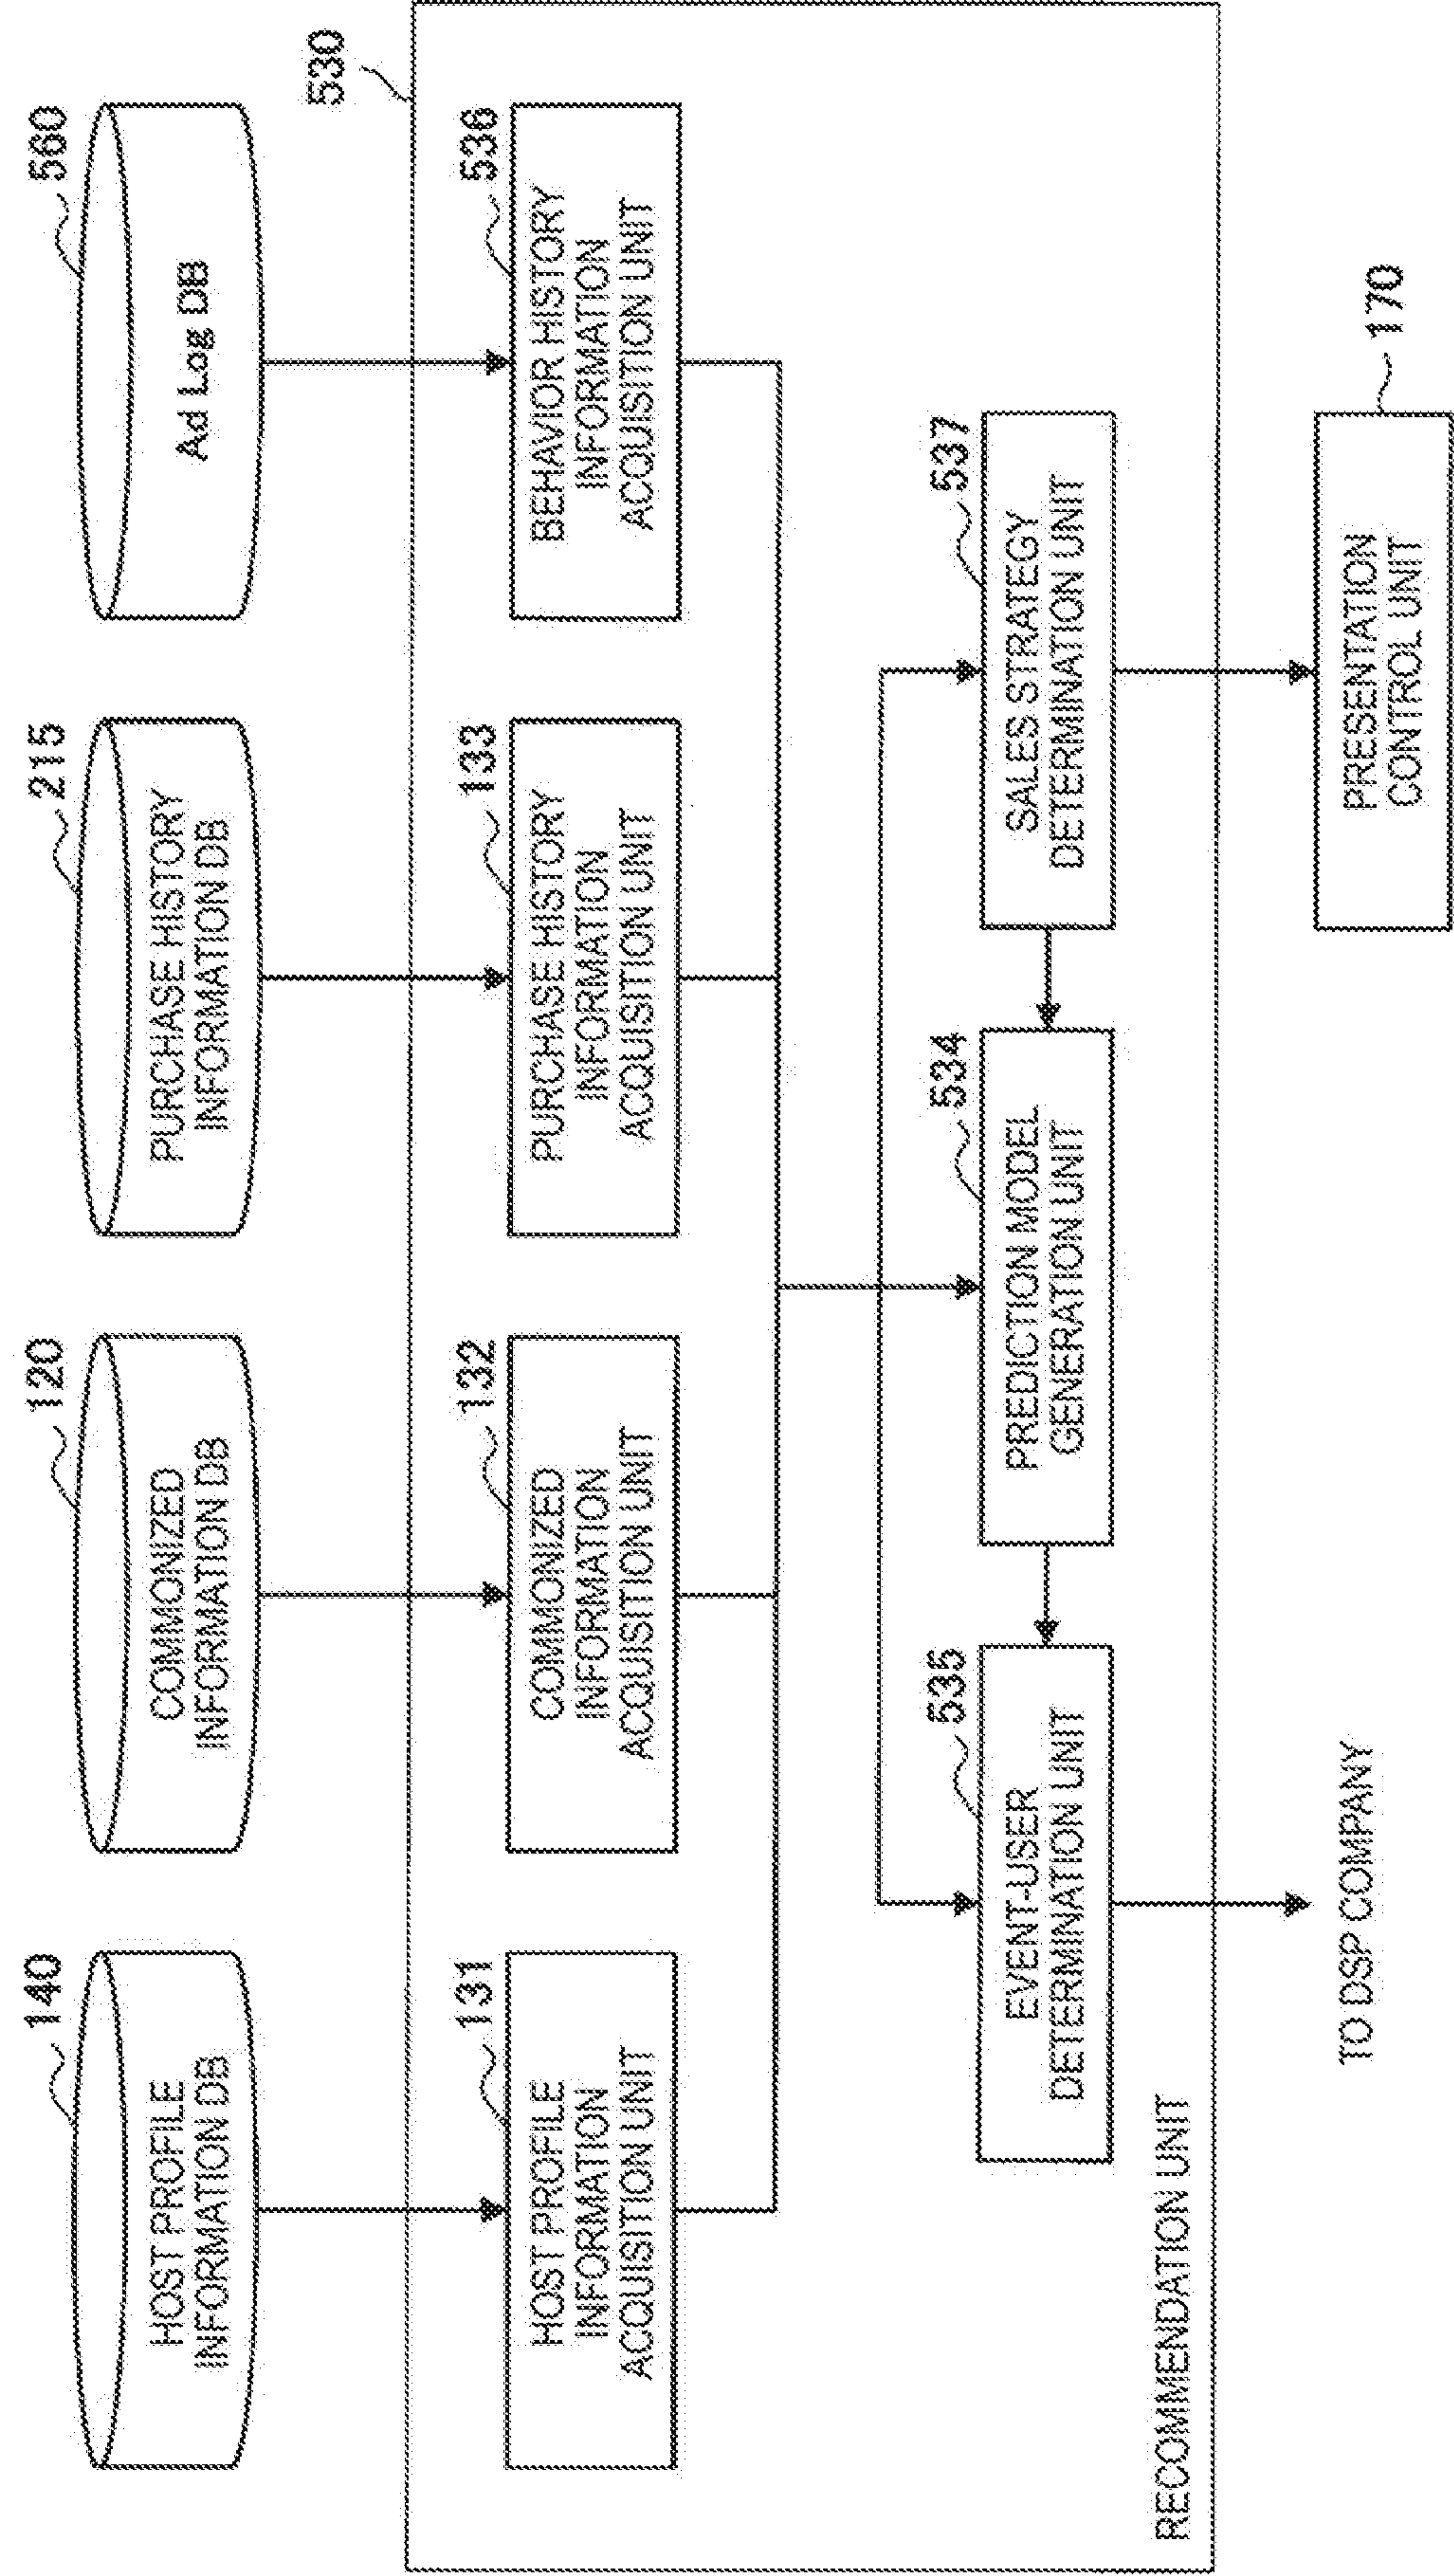 140
HOST PROFILE
INFORMATION DB
120
COMMONIZED
INFORMATION DB
215
PURCHASE HISTORY
INFORMATION DB
560
Ad Log DB
530
131
HOST PROFILE
INFORMATION
ACQUISITION UNIT
132
COMMONIZED
INFORMATION
ACQUISITION UNIT
133
PURCHASE HISTORY
INFORMATION
ACQUISITION UNIT
536
BEHAVIOR HISTORY
INFORMATION
ACQUISITION UNIT
535
EVENT-USER
DETERMINATION UNIT
534
PREDICTION MODEL
GENERATION UNIT
537
SALES STRATEGY
DETERMINATION UNIT
RECOMMENDATION UNIT
TO DSP COMPANY
170
PRESENTATION
CONTROL UNIT